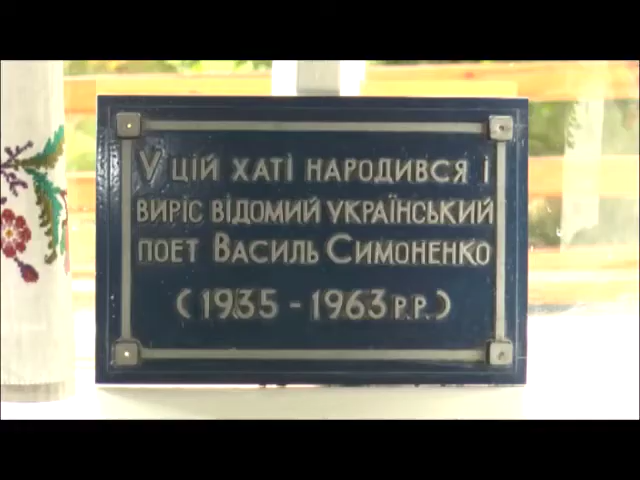 У ЦІЙ ХАТІ НАРОДИВСЯ І
ВИРІС ВІДОМИЙ УКРАЇНСЬКИЙ
ПОЕТ ВАСИЛЬ СИМОНЕНКО
(1935 - 1963 Р.Р.)